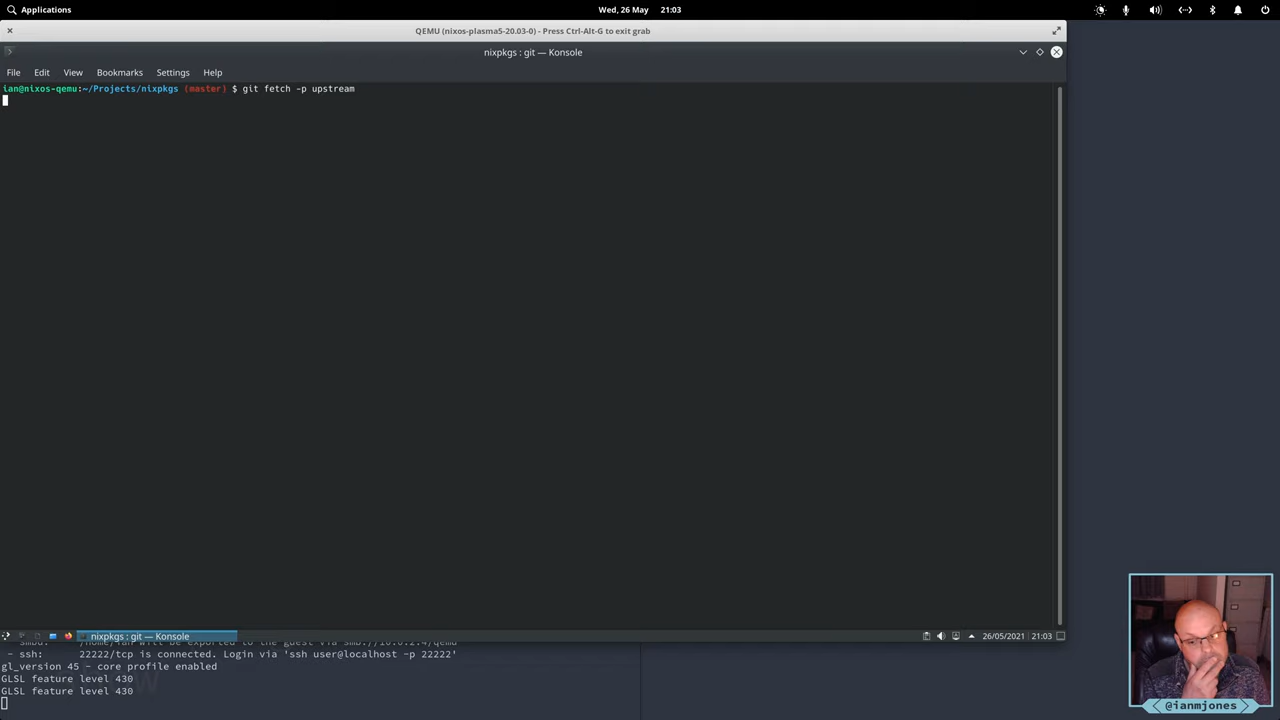 Applications
Wed, 26 May 21:03
QEMU (nixos-plasma5-20.03-0) - Press Ctrl-Alt-G to exit grab
nixpkgs : git — Konsole
File Edit View Bookmarks Settings Help
ian@nixos-qemu:~/Projects/nixpkgs (master) $ git fetch -p upstream
nixpkgs : git — Konsole
26/05/2021 21:03
- ssh: 22222/tcp is connected. Login via 'ssh user@localhost -p 22222'
gl_version 45 - core profile enabled
GLSL feature level 430
GLSL feature level 430
@ianmjones